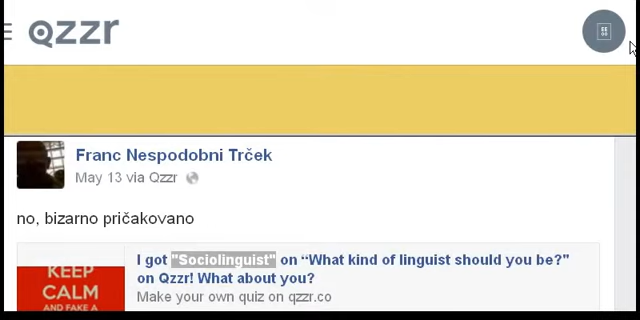 Qzzr
Franc Nespodobni Trček
May 13 via Qzzr
no, bizarno pričakovano
I got "Sociolinguist" on “What kind of linguist should you be?"
on Qzzr! What about you?
Make your own quiz on qzzr.co
KEEP
CALM
AND FAKE A